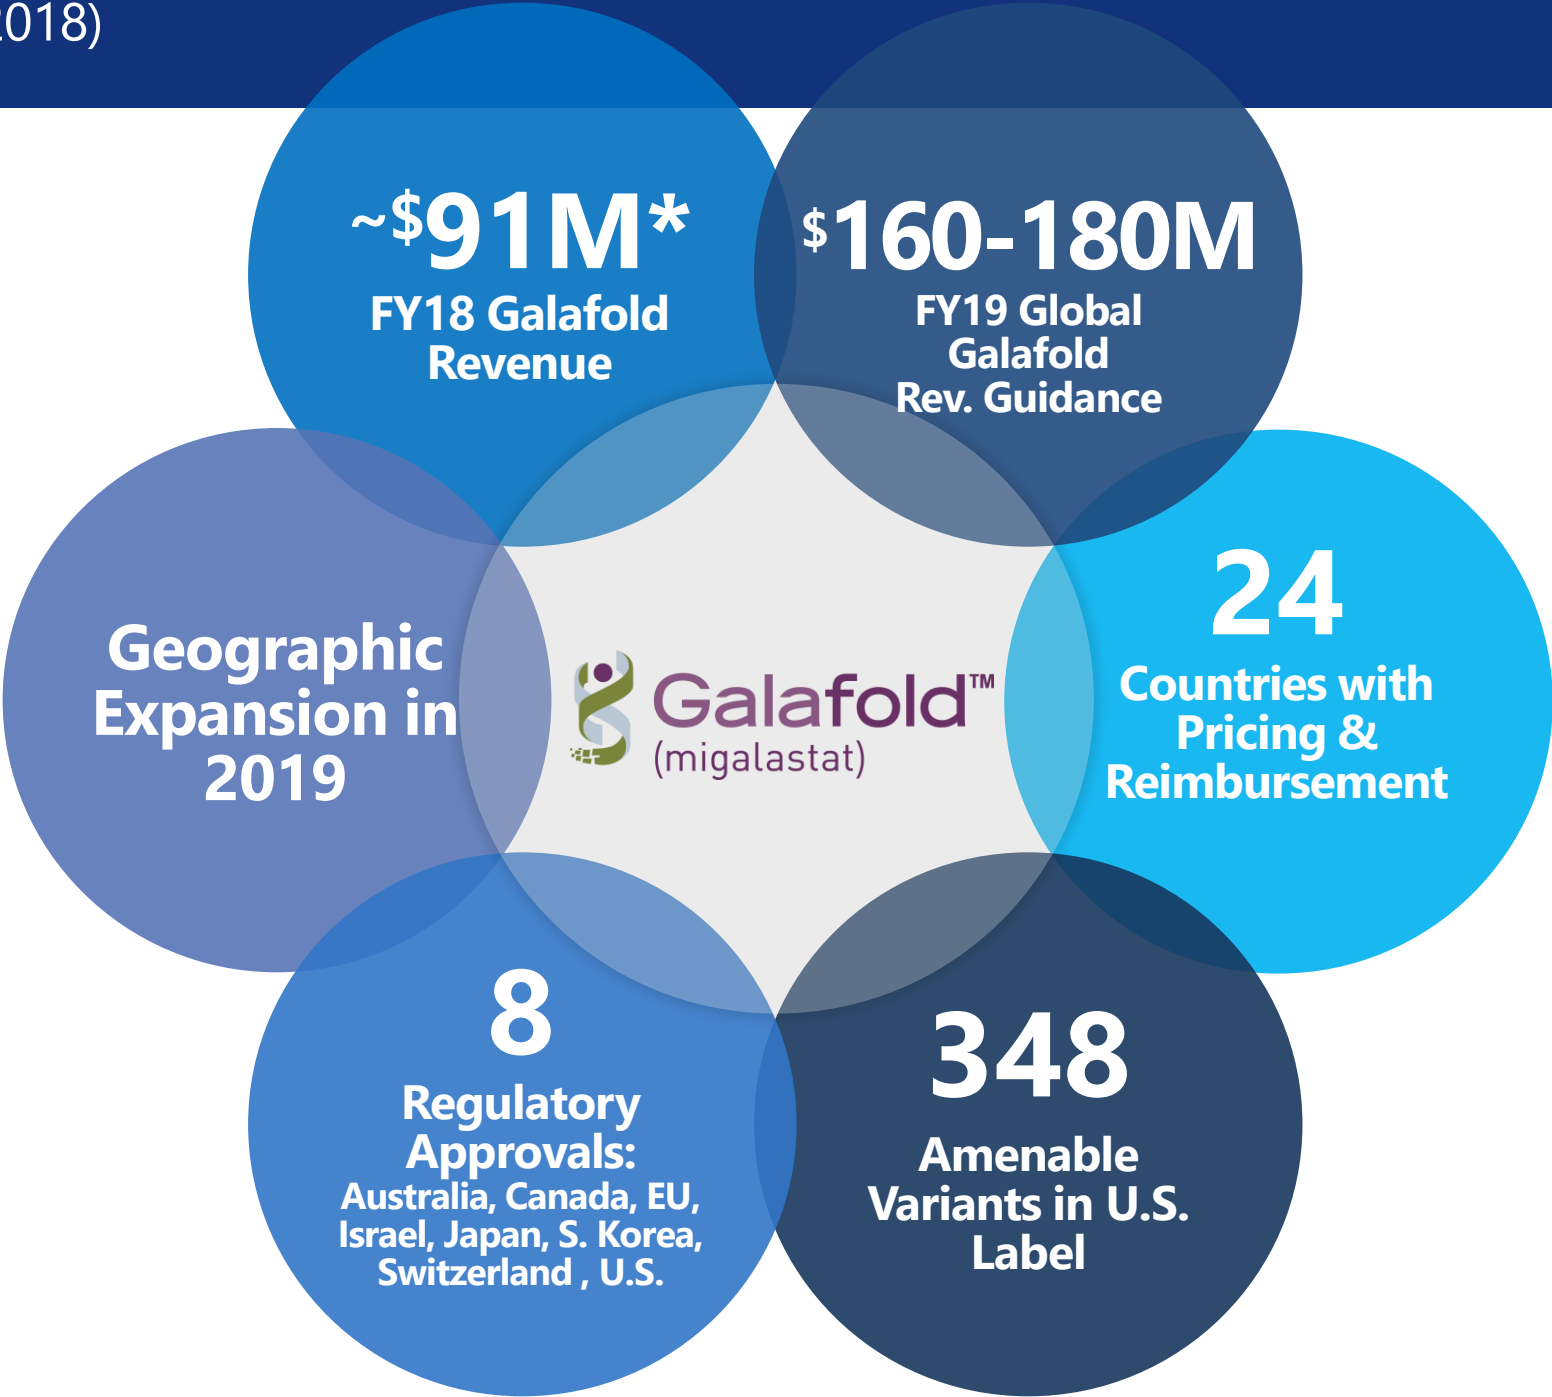 2018)
~$91M*
FY18 Galafold
Revenue
$160-180M
FY19 Global
Galafold
Rev. Guidance
24
Countries with
Pricing &
Reimbursement
348
Amenable
Variants in U.S.
Label
8
Regulatory
Approvals:
Australia, Canada, EU,
Israel, Japan, S. Korea,
Switzerland , U.S.
Geographic
Expansion in
2019
Galafold™
(migalastat)